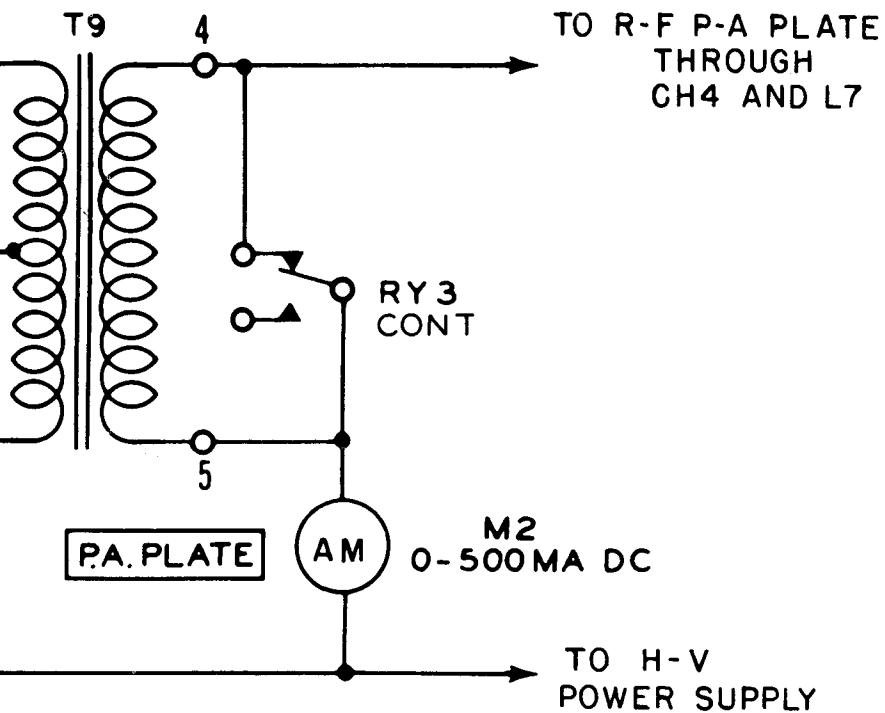 T9
4
TO R-F P-A PLATE
THROUGH
CH4 AND L7
RY3
CONT
5
P.A. PLATE
AM
M2
0-500MA DC
TO H-V
POWER SUPPLY